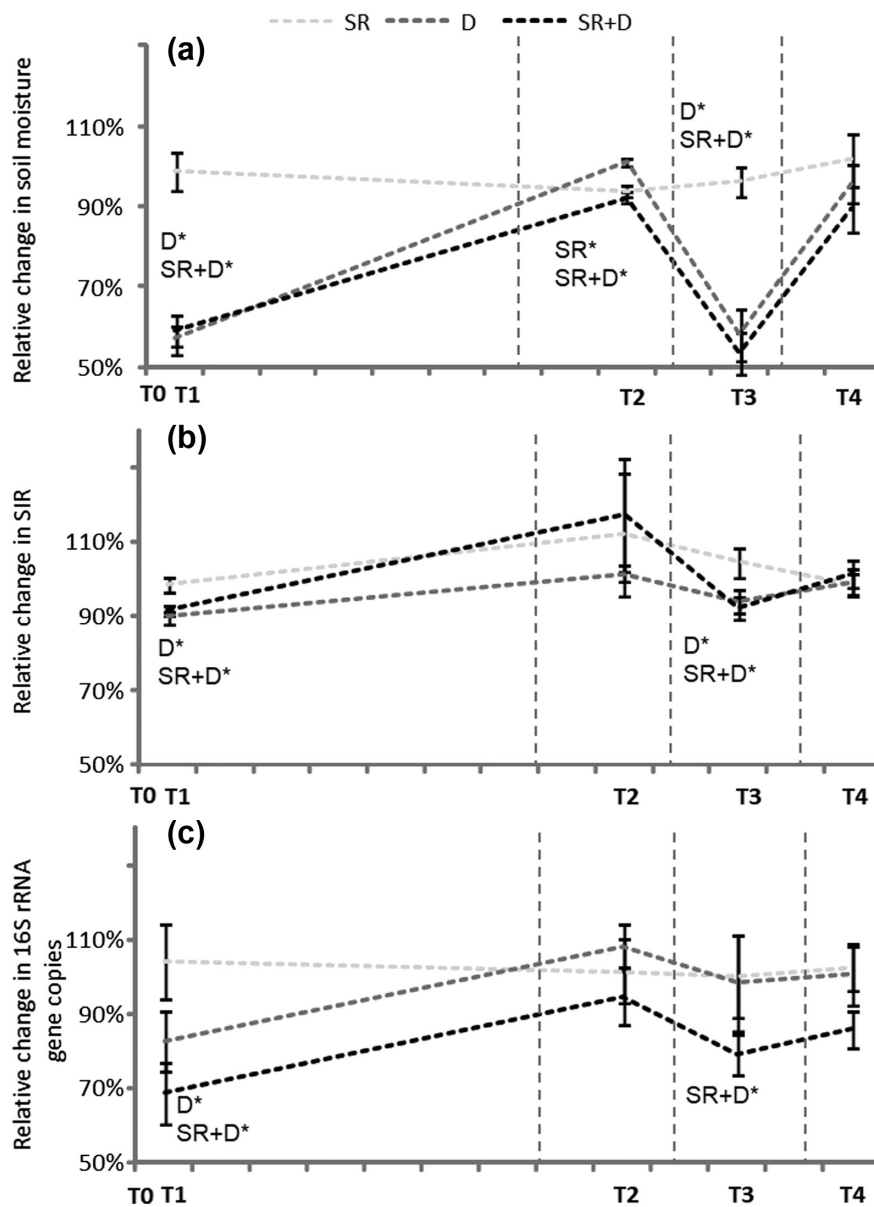 SR D SR+D
(a)
Relative change in soil moisture
110%
90%
70%
50%
D*
SR+D*
SR*
SR+D*
D*
SR+D*
T0 T1 T2 T3 T4
(b)
Relative change in SIR
110%
90%
70%
50%
D*
SR+D*
D*
SR+D*
T0 T1 T2 T3 T4
(c)
Relative change in 16S rRNA
gene copies
110%
90%
70%
50%
D*
SR+D*
SR+D*
T0 T1 T2 T3 T4